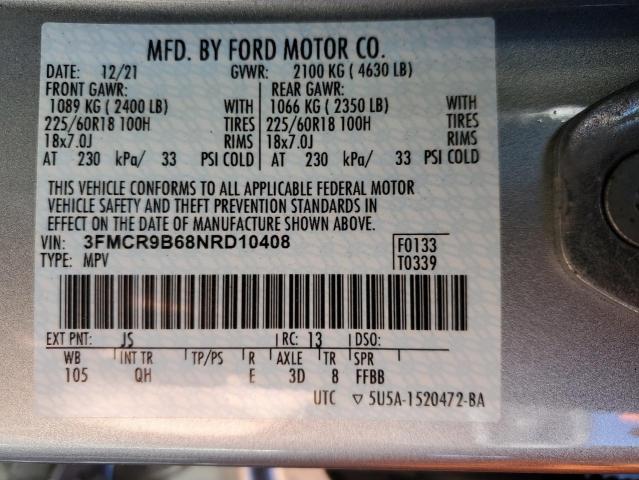 MFD. BY FORD MOTOR CO.
DATE: 12/21 GVWR: 2100 KG ( 4630 LB)
FRONT GAWR: REAR GAWR:
1089 KG ( 2400 LB) WITH 1066 KG ( 2350 LB) WITH
225/60R18 100H TIRES 225/60R18 100H TIRES
18x7.0J RIMS 18x7.0J RIMS
AT 230 kPa/ 33 PSI COLD AT 230 kPa/ 33 PSI COLD
THIS VEHICLE CONFORMS TO ALL APPLICABLE FEDERAL MOTOR
VEHICLE SAFETY AND THEFT PREVENTION STANDARDS IN
EFFECT ON THE DATE OF MANUFACTURE SHOWN ABOVE.
VIN: 3FMCR9B68NRD10408 F0133
TYPE: MPV T0339
EXT PNT: JS RC: 13 DSO:
WB INT TR TP/PS R AXLE TR SPR
105 QH E 3D 8 FFBB
UTC ▽ 5U5A-1520472-BA